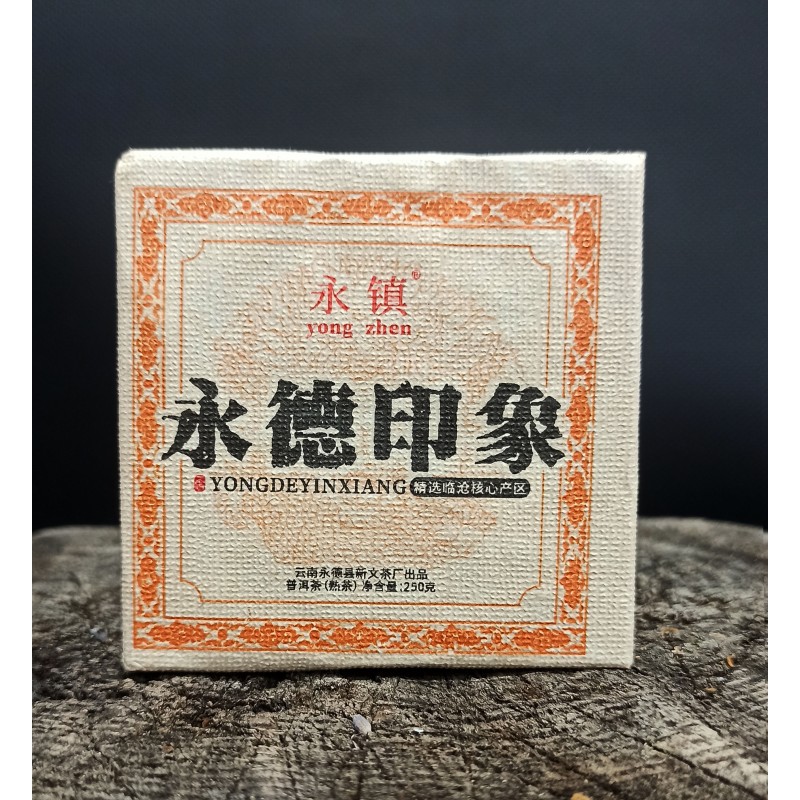 永镇®
yong zhen
永德印象
YONGDEYINXIANG 精选临沧核心产区
云南永德县新文茶厂出品
普洱茶(熟茶) 净含量:250克